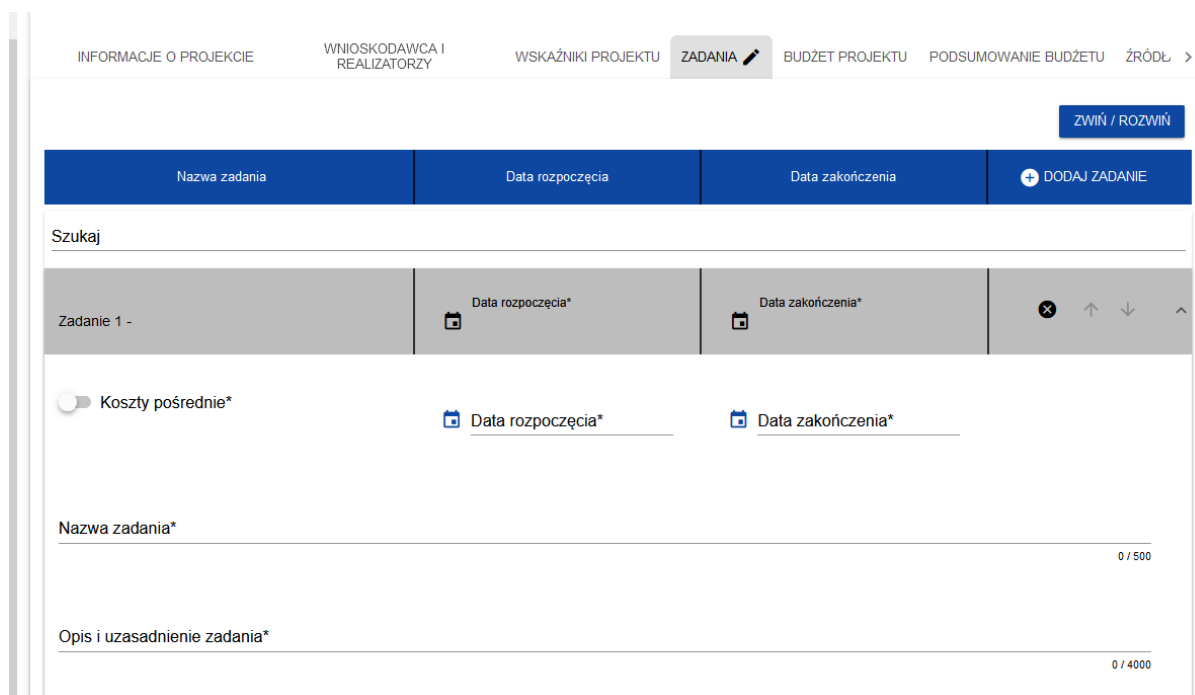 INFORMACJE O PROJEKCIE
WNIOSKODAWCA I
REALIZATORZY
WSKAŹNIKI PROJEKTU
ZADANIA
BUDŻET PROJEKTU
PODSUMOWANIE BUDŻETU
ZWIŃ / ROZWIŃ
Nazwa zadania
Data rozpoczęcia
Data zakończenia
DODAJ ZADANIE
Szukaj
Zadanie 1 -
Data rozpoczęcia*
Data zakończenia*
Koszty pośrednie*
Data rozpoczęcia*
Data zakończenia*
Nazwa zadania*
0 / 500
Opis i uzasadnienie zadania*
0 / 4000